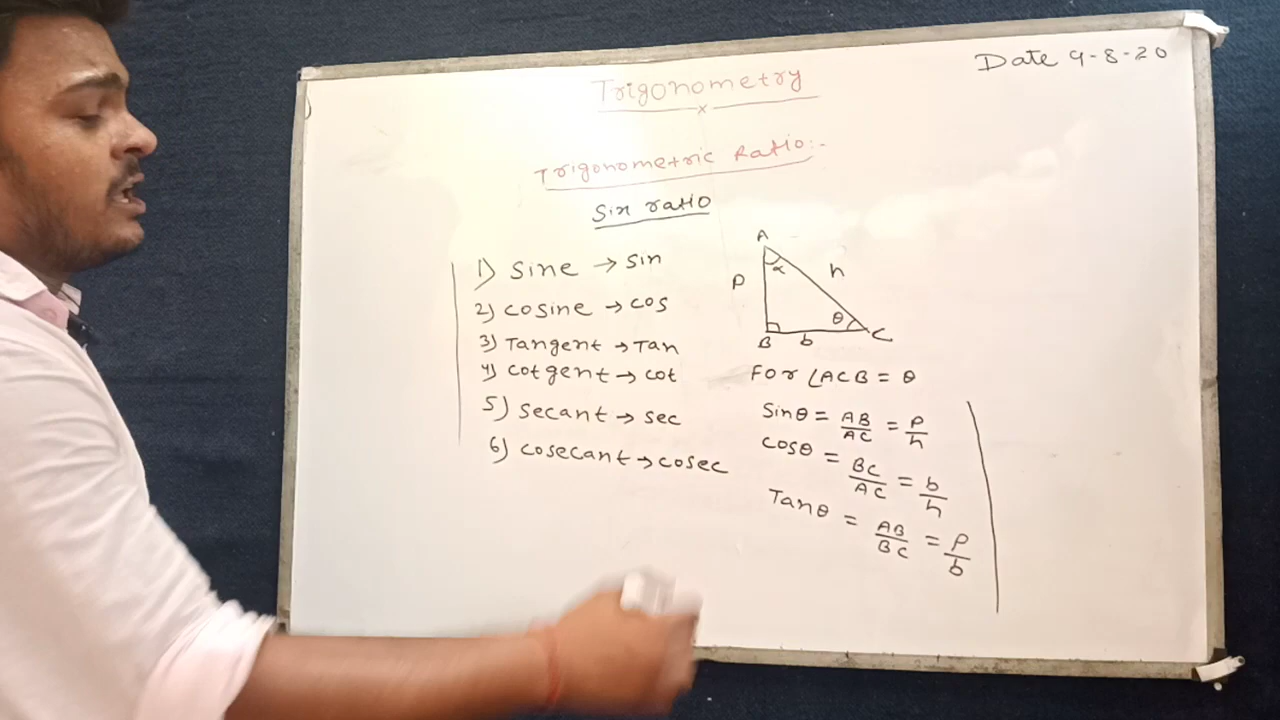 Date 9-8-20
Trigonometry
x
Trigonometric Ratio:-
Six ratio
1) Sine → sin
2) cosine → cos
3) Tangent → Tan
4) cotgent → cot
5) secant → sec
6) cosecant → cosec
A
α
P
h
θ
B
b
C
For ∠ACB = θ
Sinθ = AB/AC = P/h
cosθ = BC/AC = b/h
Tanθ = AB/BC = P/b